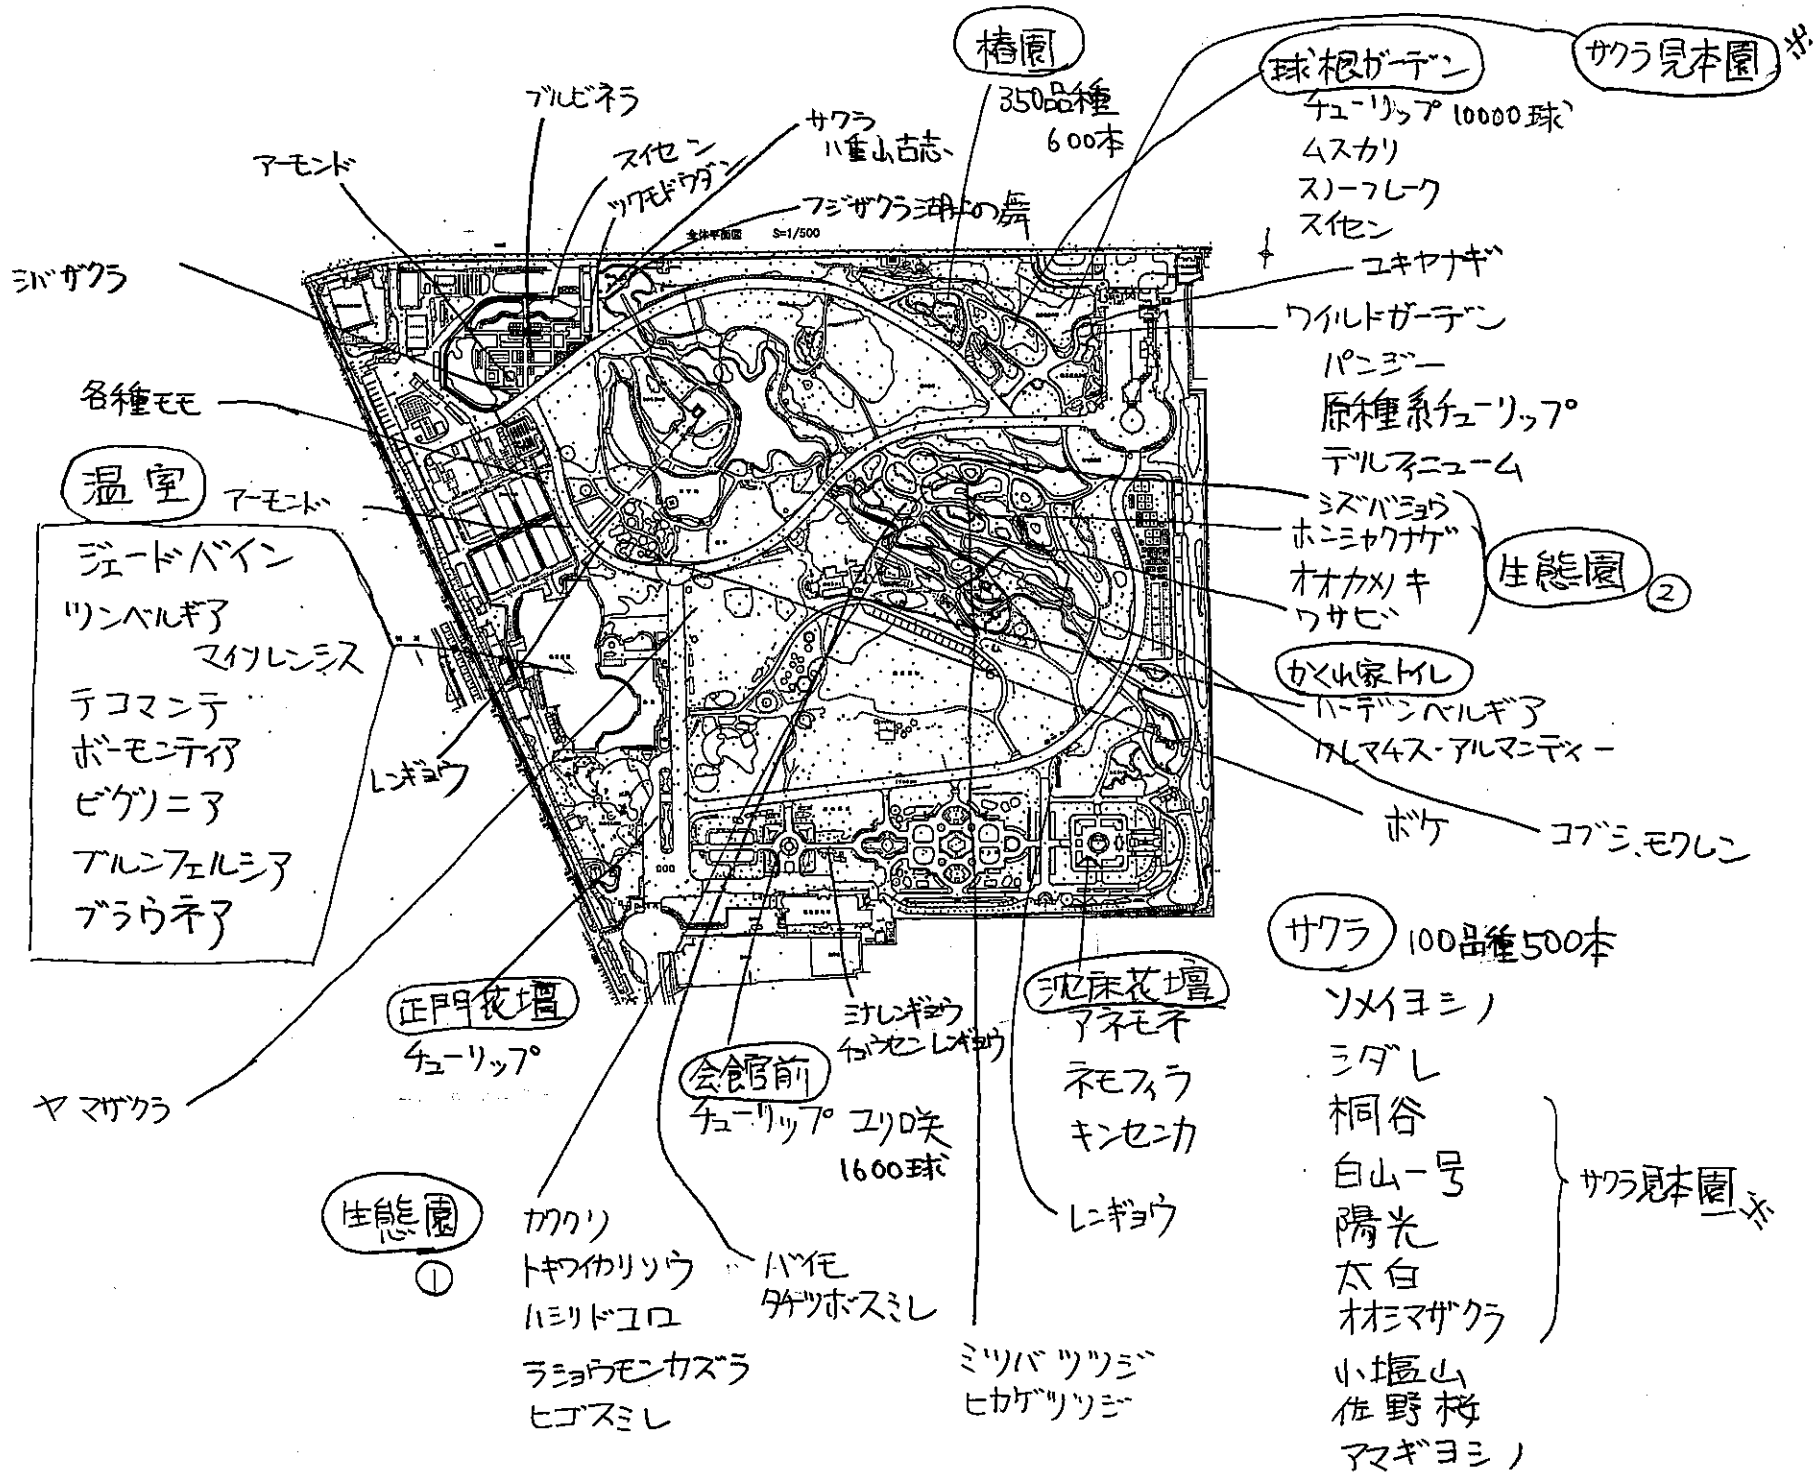 椿園
350品種
600本
球根ガーデン
チューリップ 10000球
ムスカリ
スノーフレーク
スイセン
サクラ見本園 ※
ブルビネラ
アーモンド
スイセン
ツクモドウダン
サクラ
八重山古志
フジザクラ湖上の舞
全体平面図 S=1/500
シバザクラ
ユキヤナギ
ワイルドガーデン
パンジー
原種系チューリップ
デルフィニューム
各種モモ
温室
アーモンド
ジェードバイン
ツンベルギア
マイソレンシス
テコマンテ
ボーモンティア
ビグノニア
ブルンフェルシア
ブラウネア
シズバショウ
ホンシャクナゲ
オオカメノキ
ワサビ
生態園 ②
かくれ家トイレ
ハーデンベルギア
クレマチス・アルマンディー
レンギョウ
ボケ
コブシ、モクレン
サクラ 100品種500本
ソメイヨシノ
シダレ
桐谷
白山一号
陽光
太白
オオシマザクラ
サクラ見本園 ※
小塩山
佐野桜
アマギヨシノ
正門花壇
チューリップ
ヤマザクラ
会館前
チューリップ ユリ咲
1600球
ミナレンギョウ
チョウセンレンギョウ
沈床花壇
アネモネ
ネモフィラ
キンセンカ
レンギョウ
生態園
①
カタクリ
トキワイカリソウ
ハシリドコロ
ラショウモンカズラ
ヒゴスミレ
バイモ
タチツボスミレ
ミツバツツジ
ヒカゲツツジ